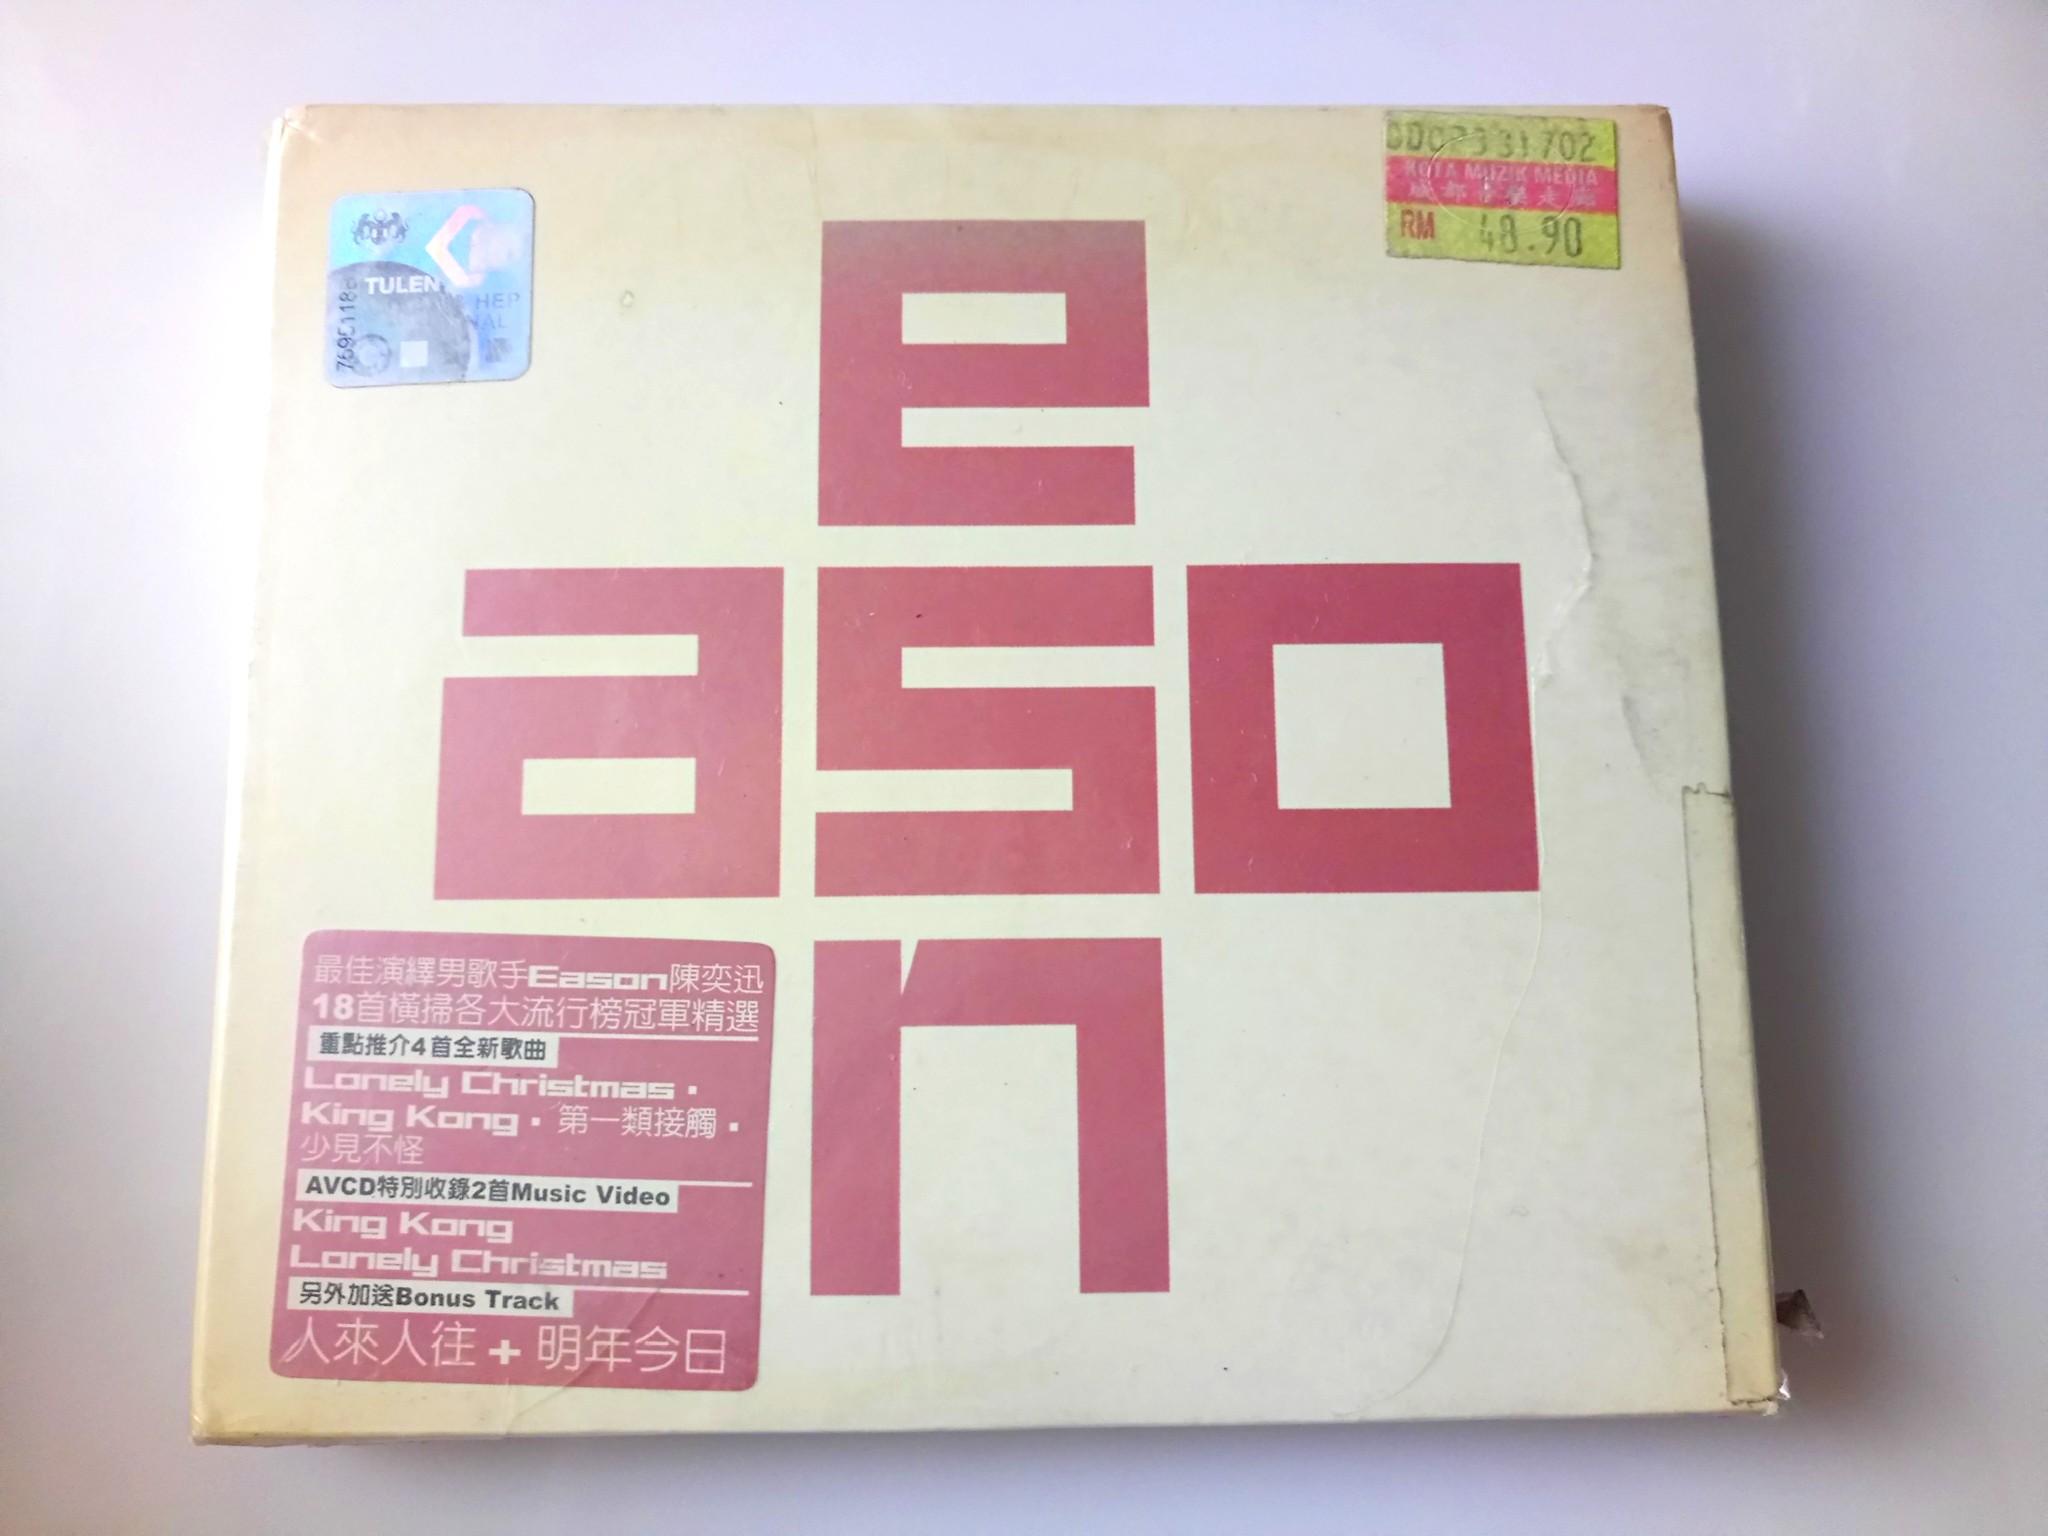 TULEN
HEP
DDC2331702
KOTA MUZIK MEDIA
RM 48.90
e
aso
n
最佳演繹男歌手Eason陳奕迅
18首橫掃各大流行榜冠軍精選
重點推介4首全新歌曲
Lonely Christmas·
King Kong·第一類接觸·
少見不怪
AVCD特別收錄2首Music Video
King Kong
Lonely Christmas
另外加送Bonus Track
人來人往+明年今日